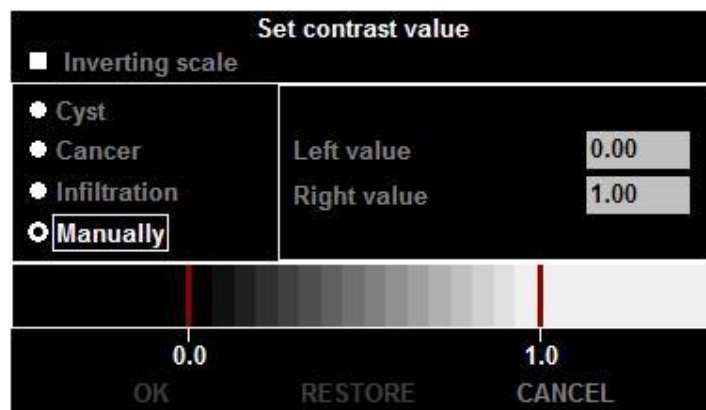 Set contrast value
Inverting scale
Cyst
Cancer
Infiltration
Manually
Left value 0.00
Right value 1.00
0.0 1.0
OK RESTORE CANCEL